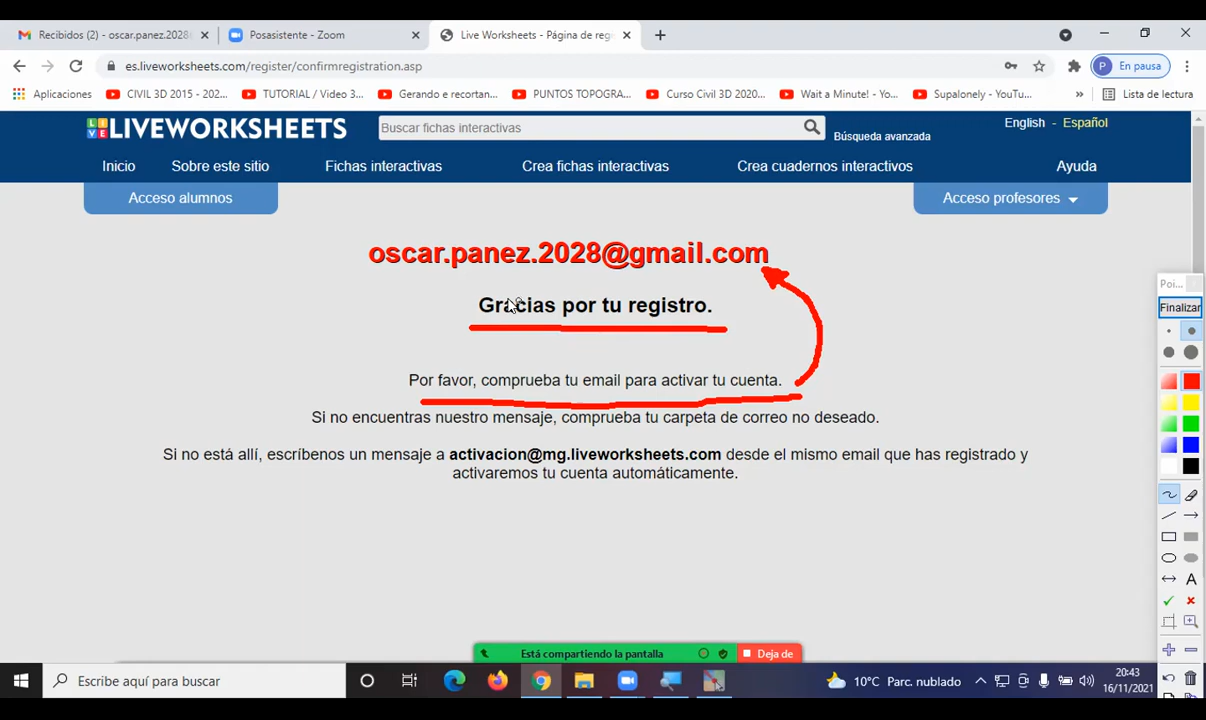 Recibidos (2) - oscar.panez.2028
Posasistente - Zoom
Live Worksheets - Página de reg
es.liveworksheets.com/register/confirmregistration.asp
En pausa
Aplicaciones
CIVIL 3D 2015 - 202...
TUTORIAL / Video 3...
Gerando e recortan...
PUNTOS TOPOGRA...
Curso Civil 3D 2020...
Wait a Minute! - Yo...
Supalonely - YouTu...
Lista de lectura
LIVE LIVEWORKSHEETS
Buscar fichas interactivas
Búsqueda avanzada
English - Español
Inicio
Sobre este sitio
Fichas interactivas
Crea fichas interactivas
Crea cuadernos interactivos
Ayuda
Acceso alumnos
Acceso profesores
oscar.panez.2028@gmail.com
Gracias por tu registro.
Por favor, comprueba tu email para activar tu cuenta.
Si no encuentras nuestro mensaje, comprueba tu carpeta de correo no deseado.
Si no está allí, escríbenos un mensaje a activacion@mg.liveworksheets.com desde el mismo email que has registrado y
activaremos tu cuenta automáticamente.
Poi...
Finalizar
A
Está compartiendo la pantalla
Deja de
Escribe aquí para buscar
10°C Parc. nublado
20:43
16/11/2021